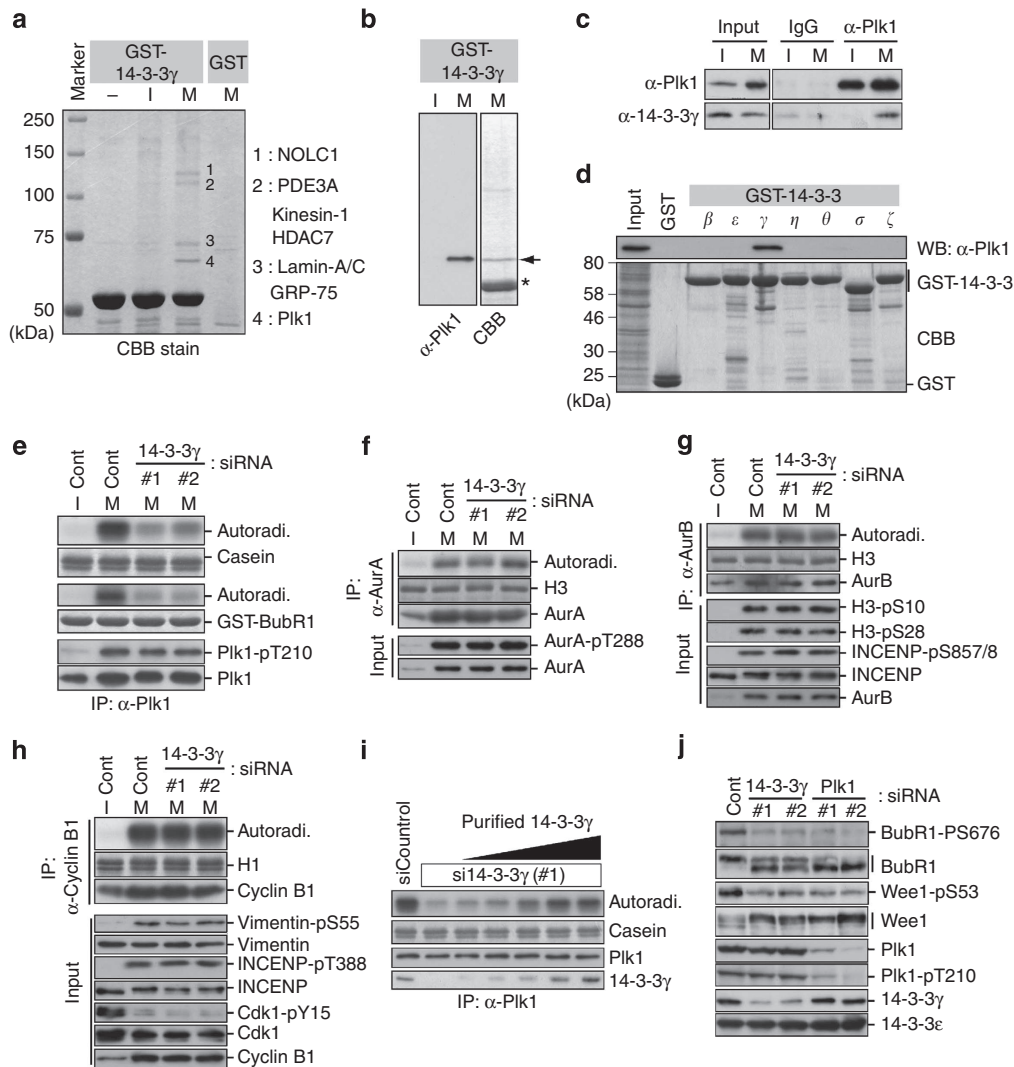 a
Marker
GST-
14-3-3γ
GST
– I M M
250
150
100
75
50
(kDa)
1
2
3
4
1 : NOLC1
2 : PDE3A
Kinesin-1
HDAC7
3 : Lamin-A/C
GRP-75
4 : Plk1
CBB stain
b
GST-
14-3-3γ
I M M
*
α-Plk1
CBB
c
Input IgG α-Plk1
I M I M I M
α-Plk1
α-14-3-3γ
d
Input
GST
GST-14-3-3
β ε γ η θ σ ζ
WB: α-Plk1
80
58
46
30
25
(kDa)
GST-14-3-3
CBB
GST
e
14-3-3γ
: siRNA
Cont Cont #1 #2
I M M M
Autoradi.
Casein
Autoradi.
GST-BubR1
Plk1-pT210
Plk1
IP: α-Plk1
f
14-3-3γ
: siRNA
Cont Cont #1 #2
I M M M
IP:
α-AurA
Autoradi.
H3
AurA
Input
AurA-pT288
AurA
g
14-3-3γ
: siRNA
Cont Cont #1 #2
I M M M
IP: α-AurB
Autoradi.
H3
AurB
Input
H3-pS10
H3-pS28
INCENP-pS857/8
INCENP
AurB
h
14-3-3γ
: siRNA
Cont Cont #1 #2
I M M M
IP:
α-Cyclin B1
Autoradi.
H1
Cyclin B1
Input
Vimentin-pS55
Vimentin
INCENP-pT388
INCENP
Cdk1-pY15
Cdk1
Cyclin B1
i
siCountrol
Purified 14-3-3γ
si14-3-3γ (#1)
Autoradi.
Casein
Plk1
14-3-3γ
IP: α-Plk1
j
Cont
14-3-3γ Plk1
: siRNA
#1 #2 #1 #2
BubR1-PS676
BubR1
Wee1-pS53
Wee1
Plk1
Plk1-pT210
14-3-3γ
14-3-3ε